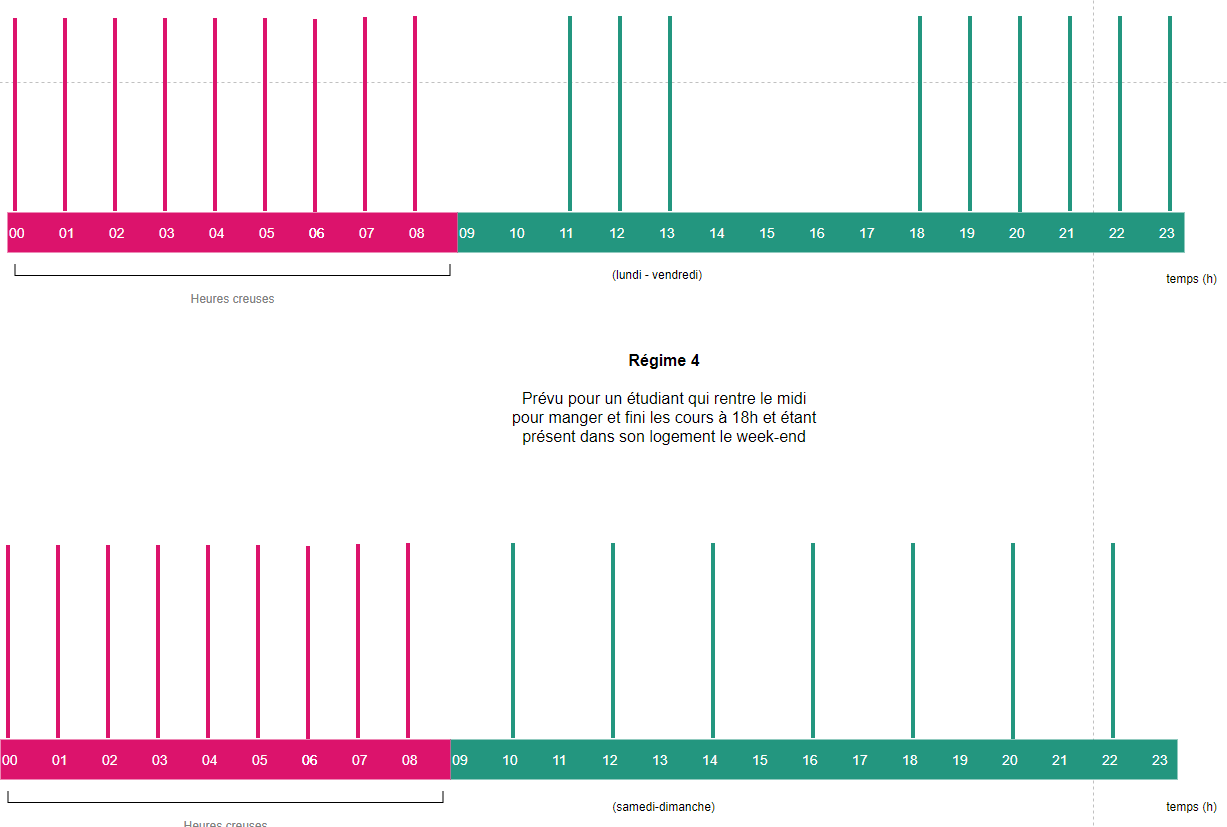 00 01 02 03 04 05 06 07 08 09 10 11 12 13 14 15 16 17 18 19 20 21 22 23
(lundi - vendredi)
temps (h)
Heures creuses
Régime 4
Prévu pour un étudiant qui rentre le midi
pour manger et fini les cours à 18h et étant
présent dans son logement le week-end
00 01 02 03 04 05 06 07 08 09 10 11 12 13 14 15 16 17 18 19 20 21 22 23
(samedi-dimanche)
temps (h)
Heures creuses